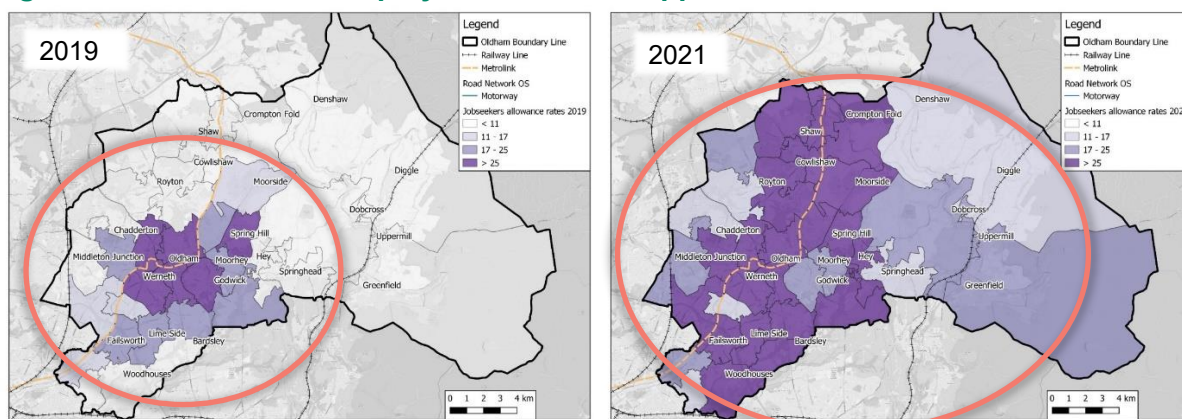 2019
Legend
Oldham Boundary Line
Railway Line
Metrolink
Road Network OS
Motorway
Jobseekers allowance rates 2019
< 11
11 - 17
17 - 25
> 25
Denshaw
Crompton Fold
Shaw
Cowlishaw
Royton
Moorside
Diggle
Dobcross
Chadderton
Spring Hill
Uppermill
Middleton Junction
Oldham
Moorhey
Hey
Werneth
Springhead
Godwick
Greenfield
Lime Side
Failsworth
Bardsley
Woodhouses
0 1 2 3 4 km
2021
Legend
Oldham Boundary Line
Railway Line
Metrolink
Road Network OS
Motorway
Jobseekers allowance rates 202
< 11
11 - 17
17 - 25
> 25
Denshaw
Crompton Fold
Shaw
Cowlishaw
Royton
Moorside
Diggle
Dobcross
Chadderton
Spring Hill
Uppermill
Middleton Junction
Oldham
Moorhey
Hey
Werneth
Springhead
Godwick
Greenfield
Lime Side
Failsworth
Bardsley
Woodhouses
0 1 2 3 4 km